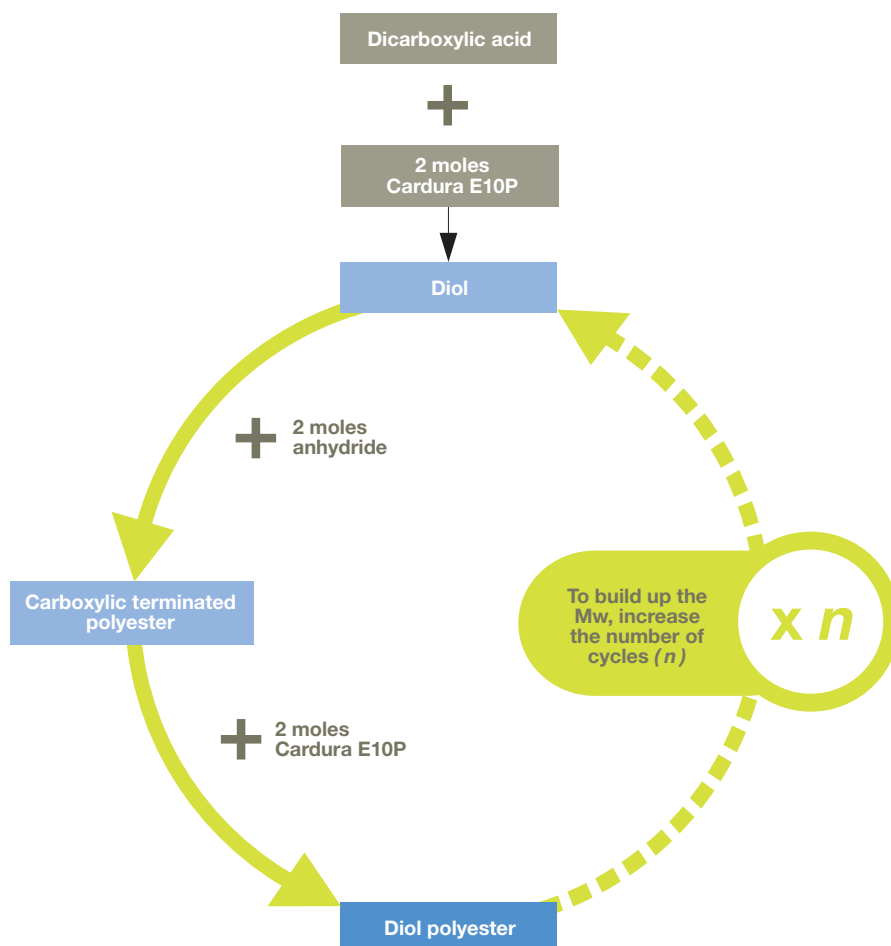 Dicarboxylic acid
+
2 moles
Cardura E10P
Diol
+ 2 moles
anhydride
Carboxylic terminated
polyester
To build up the
Mw, increase
the number of
cycles (n)
x n
+ 2 moles
Cardura E10P
Diol polyester